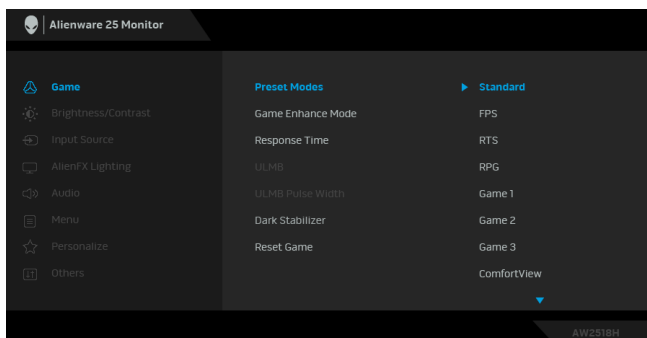 Alienware 25 Monitor
Game Preset Modes Standard
Brightness/Contrast Game Enhance Mode FPS
Input Source Response Time RTS
AlienFX Lighting ULMB RPG
Audio ULMB Pulse Width Game 1
Menu Dark Stabilizer Game 2
Personalize Reset Game Game 3
Others ComfortView
AW2518H